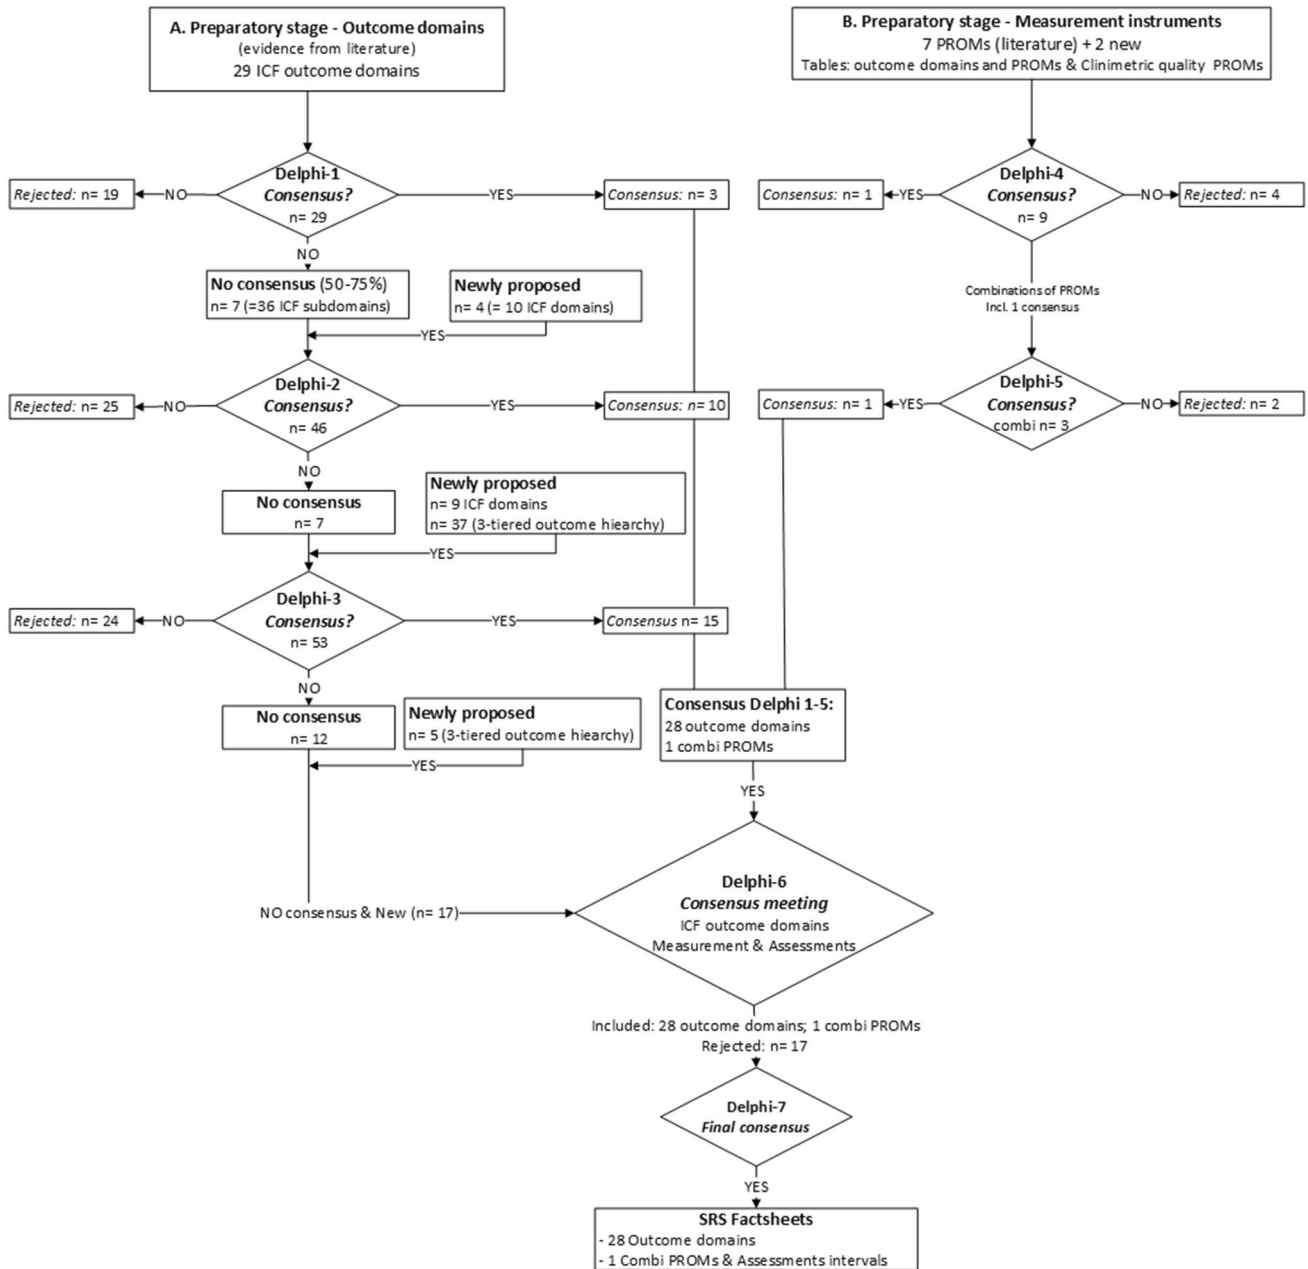 A. Preparatory stage - Outcome domains
(evidence from literature)
29 ICF outcome domains
B. Preparatory stage - Measurement instruments
7 PROMs (literature) + 2 new
Tables: outcome domains and PROMs & Clinimetric quality PROMs
Rejected: n= 19
NO
Delphi-1
Consensus?
n= 29
YES
Consensus: n= 3
Consensus: n= 1
YES
Delphi-4
Consensus?
n= 9
NO
Rejected: n= 4
NO
No consensus (50-75%)
n= 7 (=36 ICF subdomains)
Newly proposed
n= 4 (= 10 ICF domains)
YES
Combinations of PROMs
Incl. 1 consensus
Rejected: n= 25
NO
Delphi-2
Consensus?
n= 46
YES
Consensus: n= 10
Consensus: n= 1
YES
Delphi-5
Consensus?
combi n= 3
NO
Rejected: n= 2
NO
No consensus
n= 7
Newly proposed
n= 9 ICF domains
n= 37 (3-tiered outcome hiearchy)
YES
Rejected: n= 24
NO
Delphi-3
Consensus?
n= 53
YES
Consensus n= 15
NO
No consensus
n= 12
Newly proposed
n= 5 (3-tiered outcome hiearchy)
YES
Consensus Delphi 1-5:
28 outcome domains
1 combi PROMs
YES
NO consensus & New (n= 17)
Delphi-6
Consensus meeting
ICF outcome domains
Measurement & Assessments
Included: 28 outcome domains; 1 combi PROMs
Rejected: n= 17
Delphi-7
Final consensus
YES
SRS Factsheets
- 28 Outcome domains
- 1 Combi PROMs & Assessments intervals